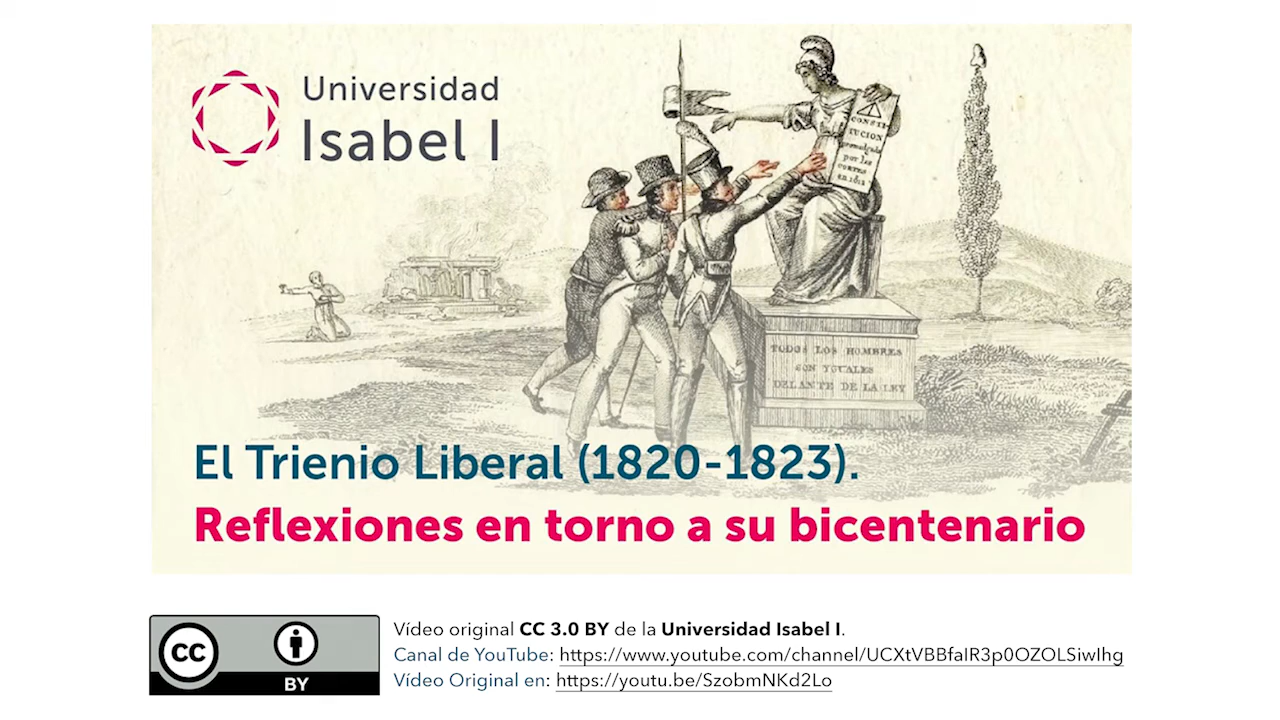 Universidad
Isabel I
CONSTI
TUCION
promulgada
por las
CORTES
en 1812
TODOS LOS HOMBRES
SON YGUALES
DELANTE DE LA LEY
El Trienio Liberal (1820-1823).
Reflexiones en torno a su bicentenario
cc
BY
Vídeo original CC 3.0 BY de la Universidad Isabel I.
Canal de YouTube: https://www.youtube.com/channel/UCXtVBBfaIR3p0OZOLSiwIhg
Vídeo Original en: https://youtu.be/SzobmNKd2Lo